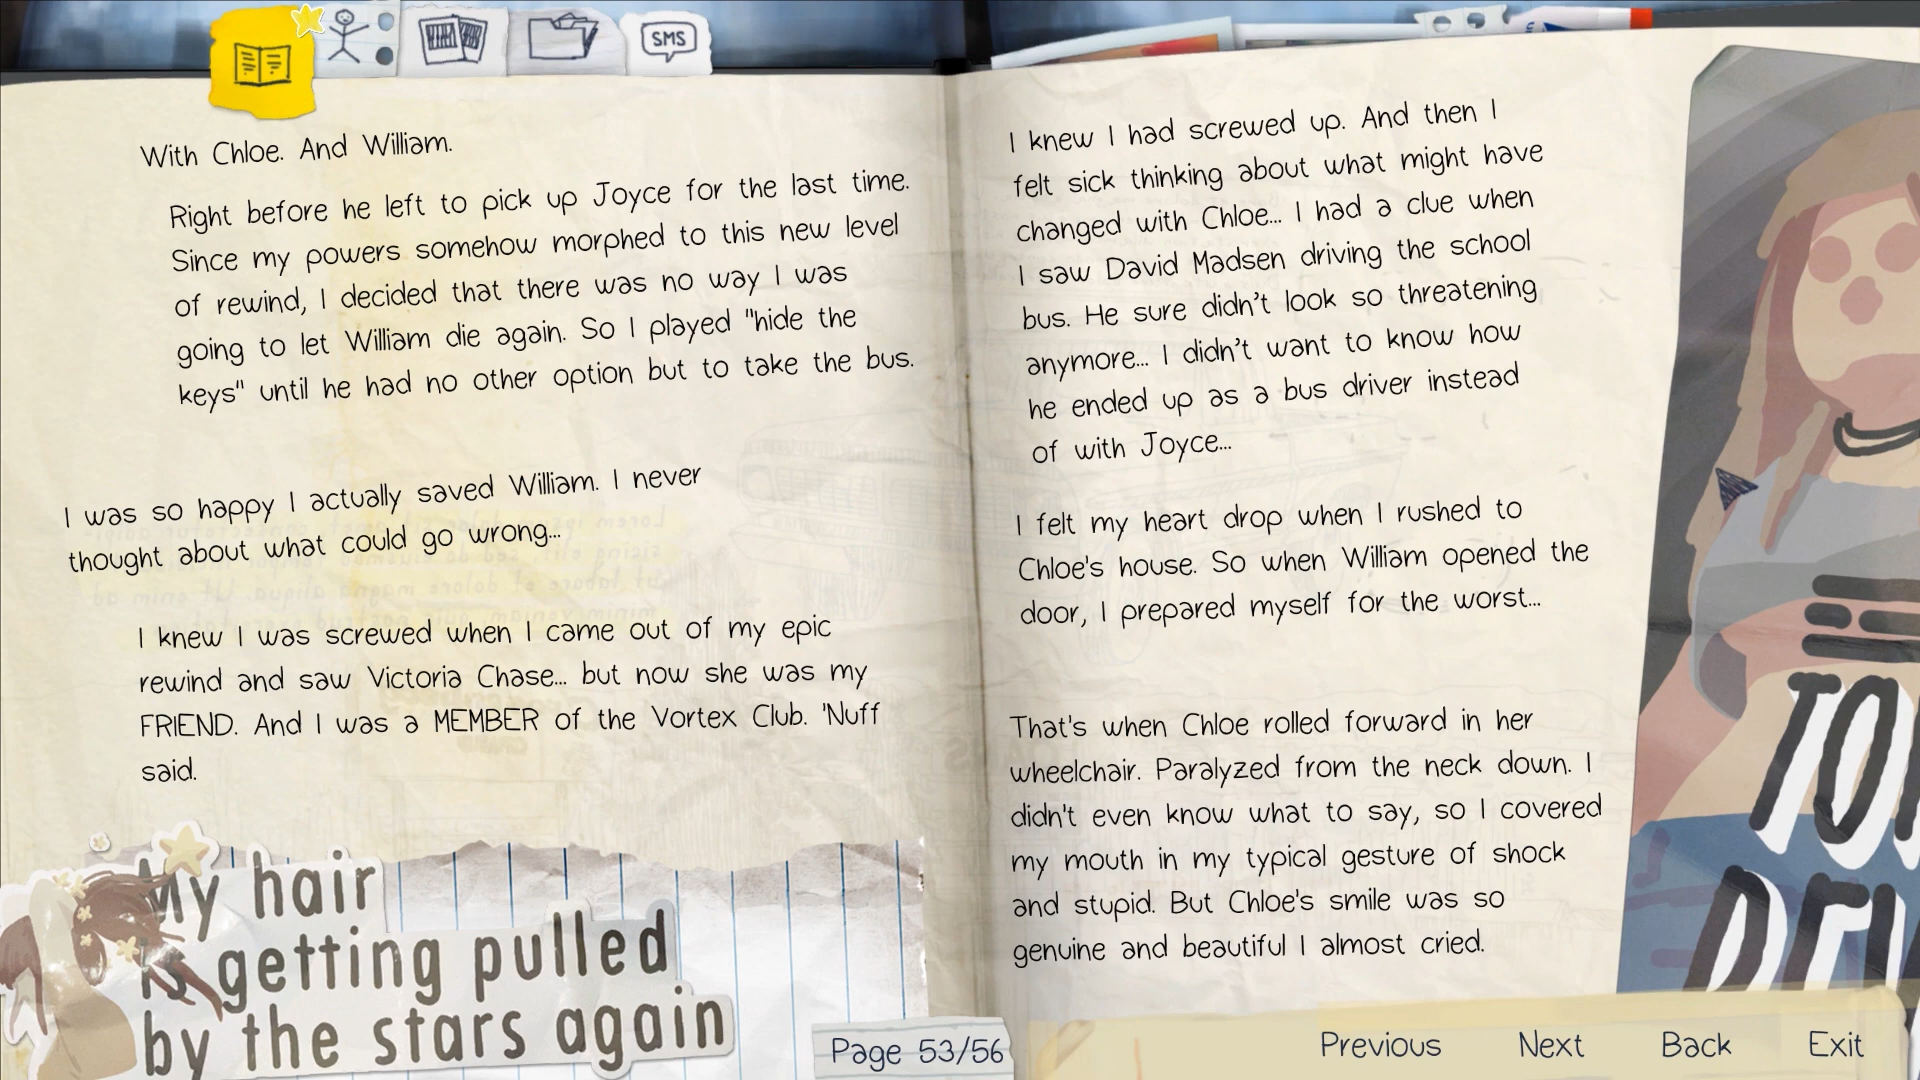 SMS
With Chloe. And William.
Right before he left to pick up Joyce for the last time.
Since my powers somehow morphed to this new level
of rewind, I decided that there was no way I was
going to let William die again. So I played "hide the
keys" until he had no other option but to take the bus.
I was so happy I actually saved William. I never
thought about what could go wrong...
I knew I was screwed when I came out of my epic
rewind and saw Victoria Chase... but now she was my
FRIEND. And I was a MEMBER of the Vortex Club. 'Nuff
said.
My hair
is getting pulled
by the stars again
Page 53/56
I knew I had screwed up. And then I
felt sick thinking about what might have
changed with Chloe... I had a clue when
I saw David Madsen driving the school
bus. He sure didn't look so threatening
anymore... I didn't want to know how
he ended up as a bus driver instead
of with Joyce...
I felt my heart drop when I rushed to
Chloe's house. So when William opened the
door, I prepared myself for the worst...
That's when Chloe rolled forward in her
wheelchair. Paralyzed from the neck down. I
didn't even know what to say, so I covered
my mouth in my typical gesture of shock
and stupid. But Chloe's smile was so
genuine and beautiful I almost cried.
Previous Next Back Exit